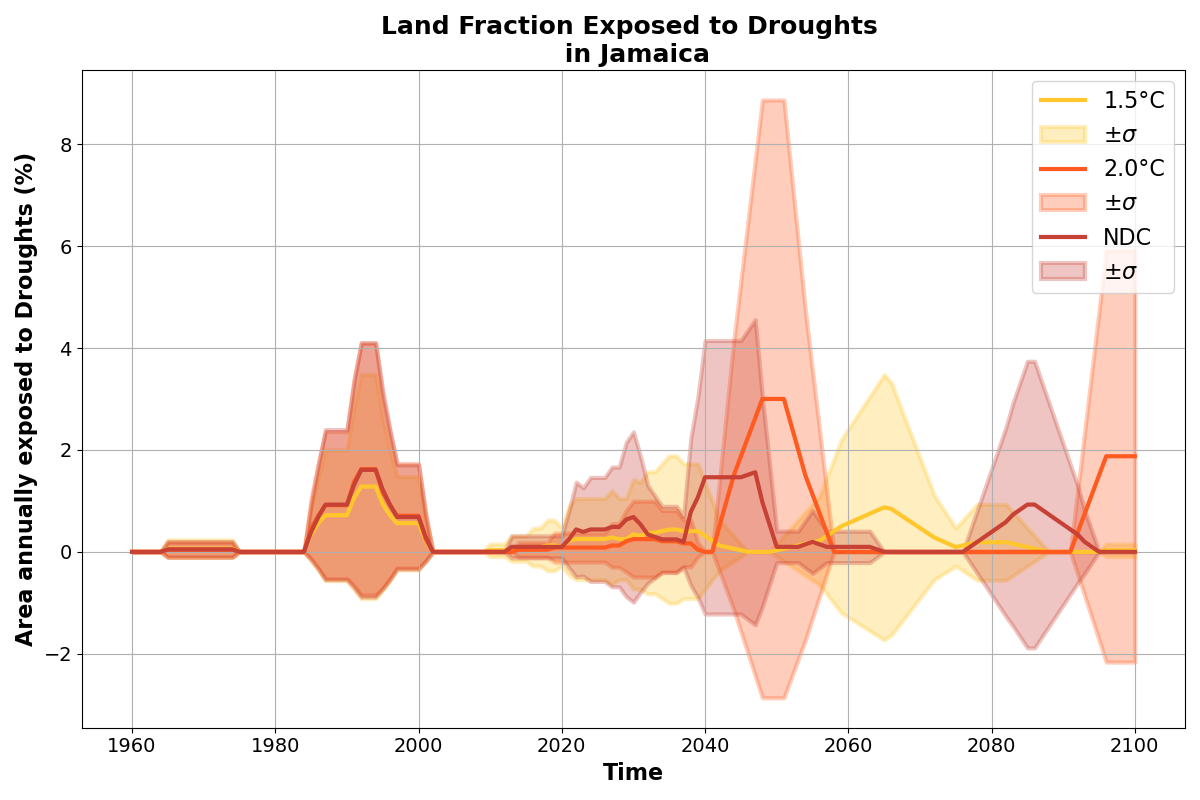 Land Fraction Exposed to Droughts
in Jamaica
Area annually exposed to Droughts (%)
8
6
4
2
0
−2
1960
1980
2000
2020
2040
2060
2080
2100
Time
1.5°C
±σ
2.0°C
±σ
NDC
±σ